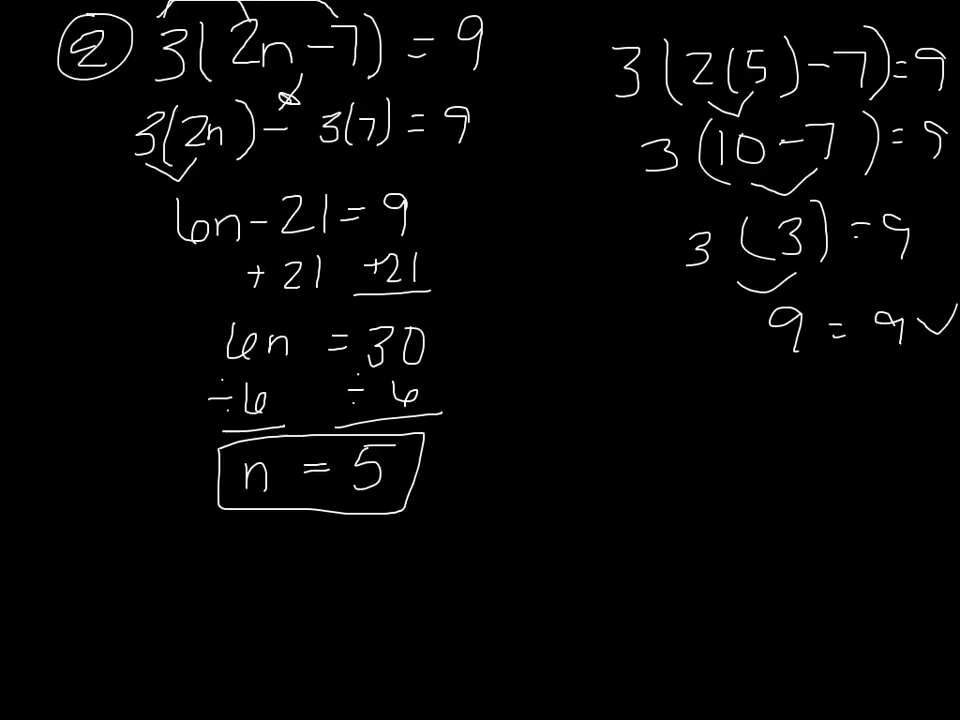 ② 3(2n - 7) = 9
3(2n) - 3(7) = 9
6n - 21 = 9
+ 21 +21
6n = 30
÷6 ÷ 6
n = 5
3(2(5) - 7) = 9
3(10 - 7) = 9
3(3) = 9
9 = 9 ✓